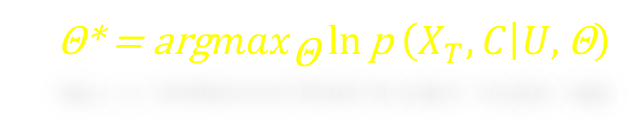 Θ* = argmax_Θ ln p (X_T, C|U, Θ)